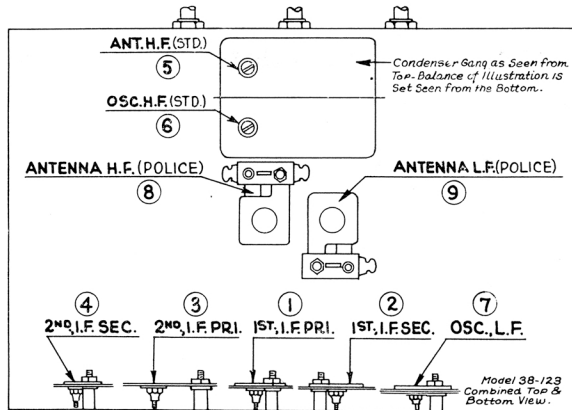 ANT.H.F.(STD.)
5
OSC.H.F.(STD.)
6
Condenser Gang as Seen from
Top-Balance of Illustration is
Set Seen from the Bottom.
ANTENNA H.F.(POLICE)
8
ANTENNA L.F.(POLICE)
9
4
2ND, I.F. SEC.
3
2ND, I.F. PRI.
1
1ST, I.F. PRI.
2
1ST, I.F. SEC.
7
OSC., L.F.
Model 38-123
Combined Top &
Bottom View.